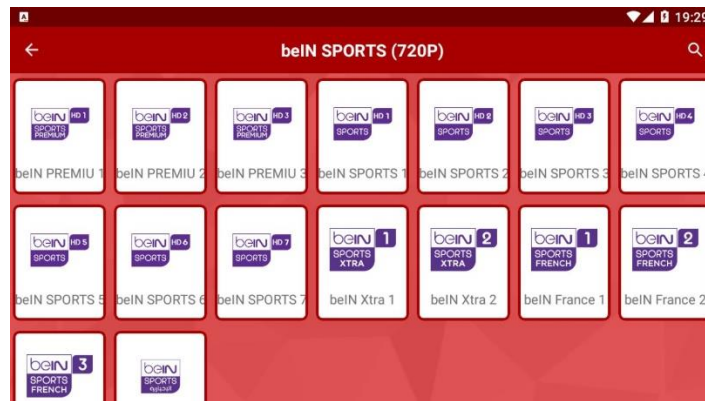 A
19:29
beIN SPORTS (720P)
beIN HD 1
SPORTS
PREMIUM
beIN HD 2
SPORTS
PREMIUM
beIN HD 3
SPORTS
PREMIUM
beIN HD 1
SPORTS
beIN HD 2
SPORTS
beIN HD 3
SPORTS
beIN HD 4
SPORTS
beIN PREMIU 1
beIN PREMIU 2
beIN PREMIU 3
beIN SPORTS 1
beIN SPORTS 2
beIN SPORTS 3
beIN SPORTS 4
beIN HD 5
SPORTS
beIN HD 6
SPORTS
beIN HD 7
SPORTS
beIN 1
SPORTS
XTRA
beIN 2
SPORTS
XTRA
beIN 1
SPORTS
FRENCH
beIN 2
SPORTS
FRENCH
beIN SPORTS 5
beIN SPORTS 6
beIN SPORTS 7
beIN Xtra 1
beIN Xtra 2
beIN France 1
beIN France 2
beIN 3
SPORTS
FRENCH
beIN
SPORTS